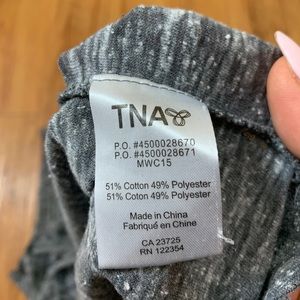 TNA
P.O. #4500028670
P.O. #4500028671
MWC15
51% Cotton 49% Polyester
51% Coton 49% Polyester
Made in China
Fabriqué en Chine
CA 23725
RN 122354